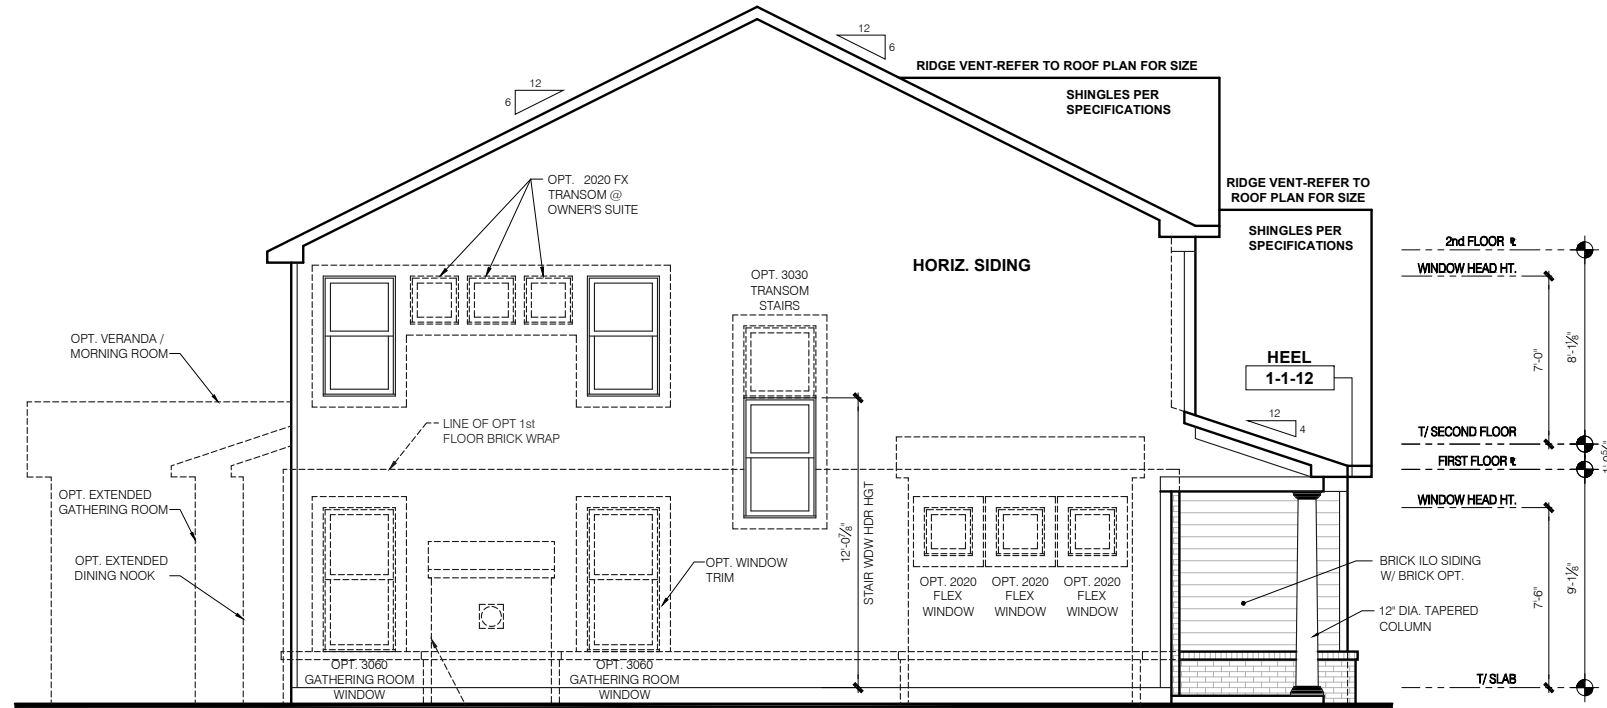 12
6
RIDGE VENT-REFER TO ROOF PLAN FOR SIZE
SHINGLES PER
SPECIFICATIONS
12
6
OPT. 2020 FX
TRANSOM @
OWNER'S SUITE
RIDGE VENT-REFER TO
ROOF PLAN FOR SIZE
SHINGLES PER
SPECIFICATIONS
HORIZ. SIDING
OPT. 3030
TRANSOM
STAIRS
2nd FLOOR
WINDOW HEAD HT.
7'-0"
8'-1⅛"
OPT. VERANDA /
MORNING ROOM
HEEL
1-1-12
12
4
LINE OF OPT 1st
FLOOR BRICK WRAP
T/ SECOND FLOOR
FIRST FLOOR
WINDOW HEAD HT.
OPT. EXTENDED
GATHERING ROOM
OPT. EXTENDED
DINING NOOK
OPT. WINDOW
TRIM
12'-0⅞"
STAIR WDW HDR HGT
OPT. 2020
FLEX
WINDOW
OPT. 2020
FLEX
WINDOW
OPT. 2020
FLEX
WINDOW
BRICK ILO SIDING
W/ BRICK OPT.
12" DIA. TAPERED
COLUMN
7'-6"
9'-1⅛"
OPT. 3060
GATHERING ROOM
WINDOW
OPT. 3060
GATHERING ROOM
WINDOW
T/ SLAB